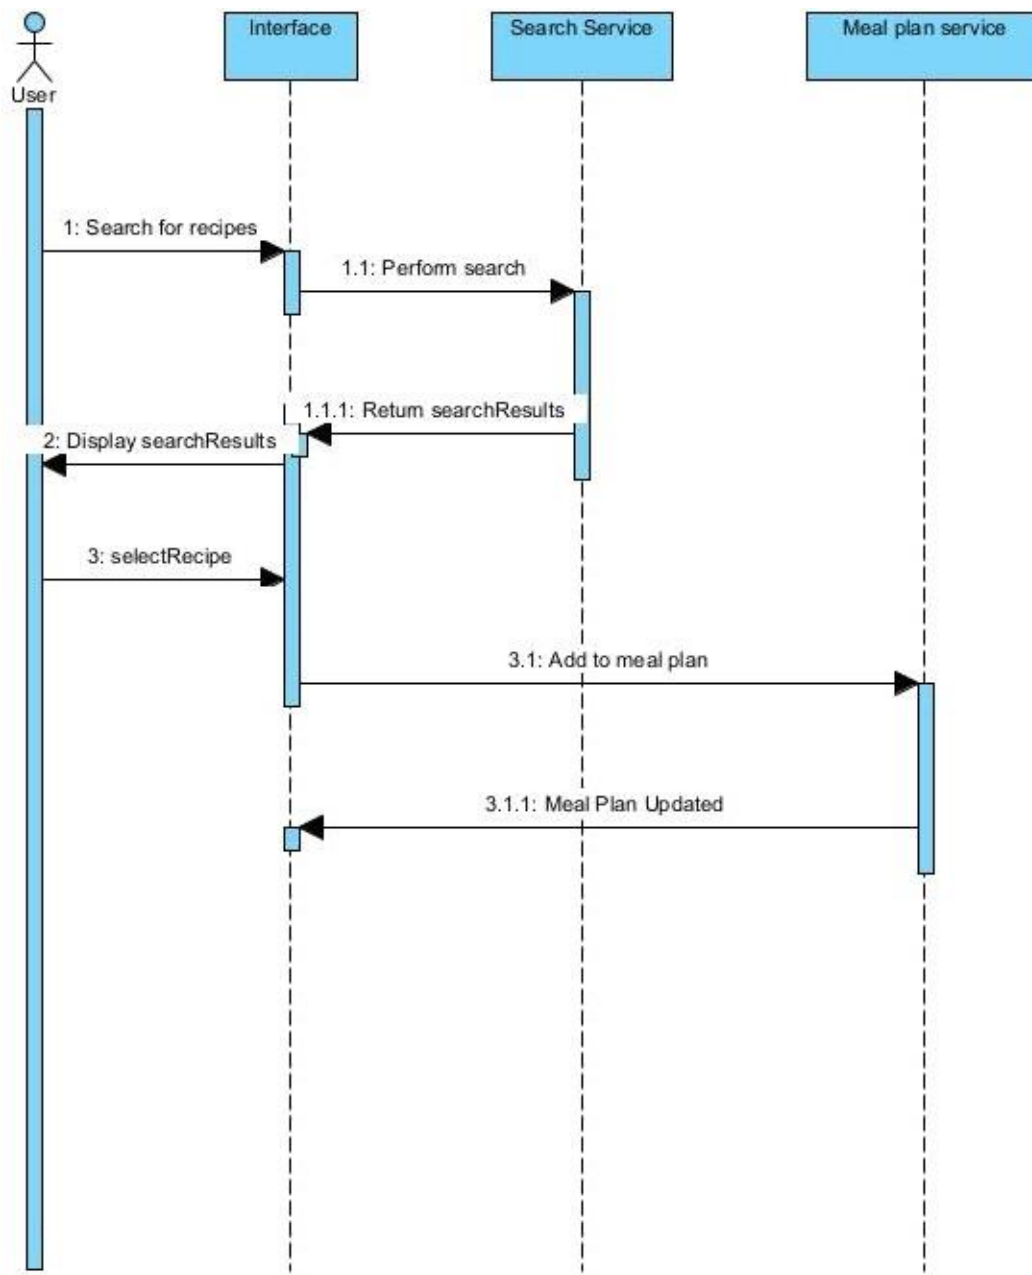 User
Interface
Search Service
Meal plan service
1: Search for recipes
1.1: Perform search
1.1.1: Return searchResults
2: Display searchResults
3: selectRecipe
3.1: Add to meal plan
3.1.1: Meal Plan Updated